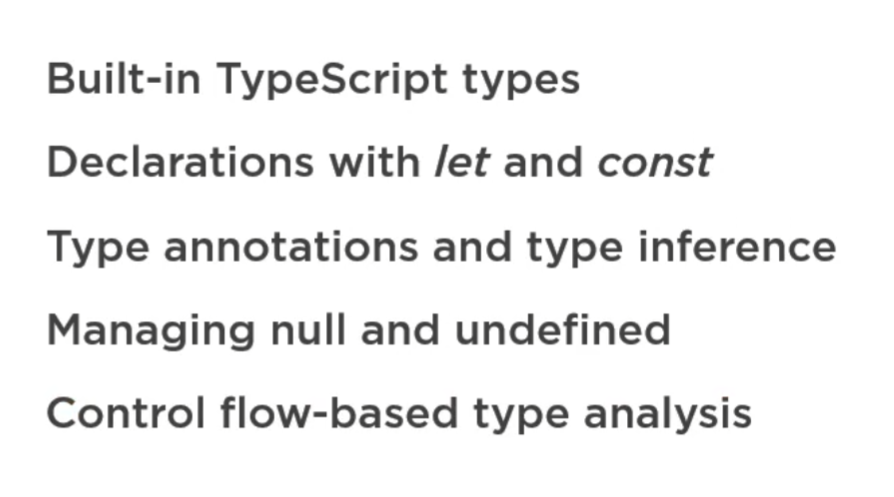 Built-in TypeScript types
Declarations with let and const
Type annotations and type inference
Managing null and undefined
Control flow-based type analysis